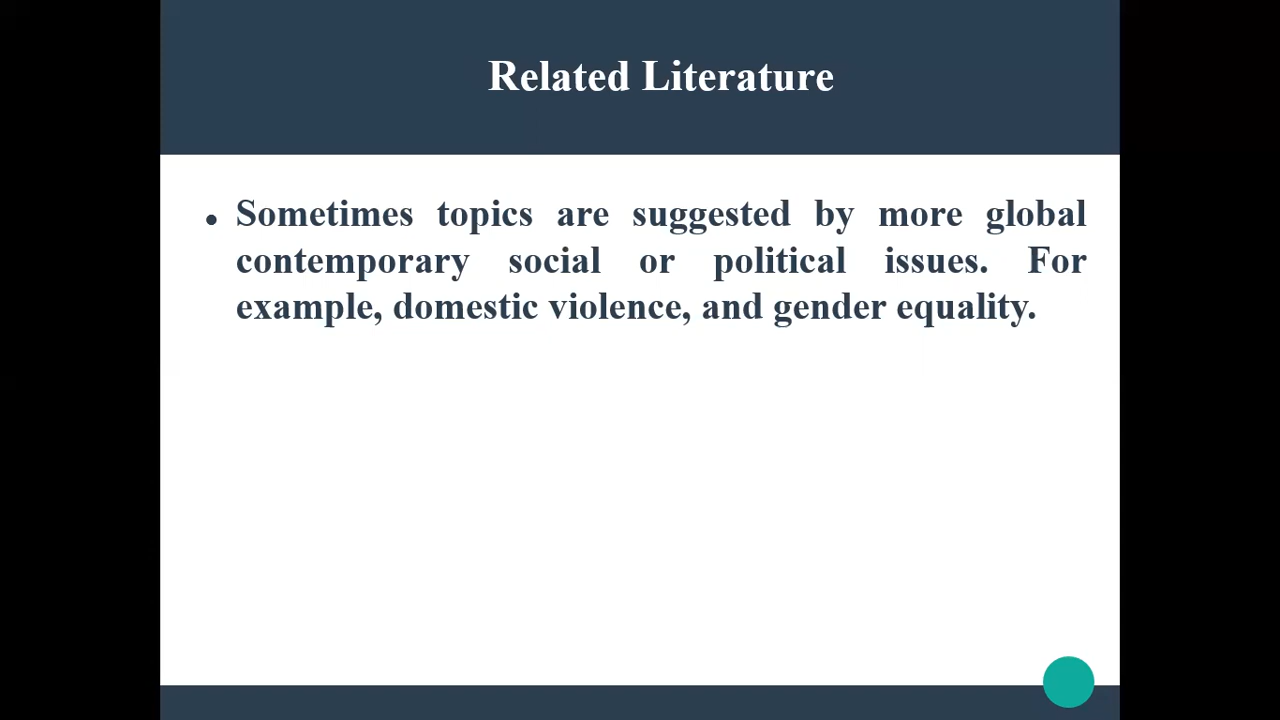 Related Literature
• Sometimes topics are suggested by more global
contemporary social or political issues. For
example, domestic violence, and gender equality.